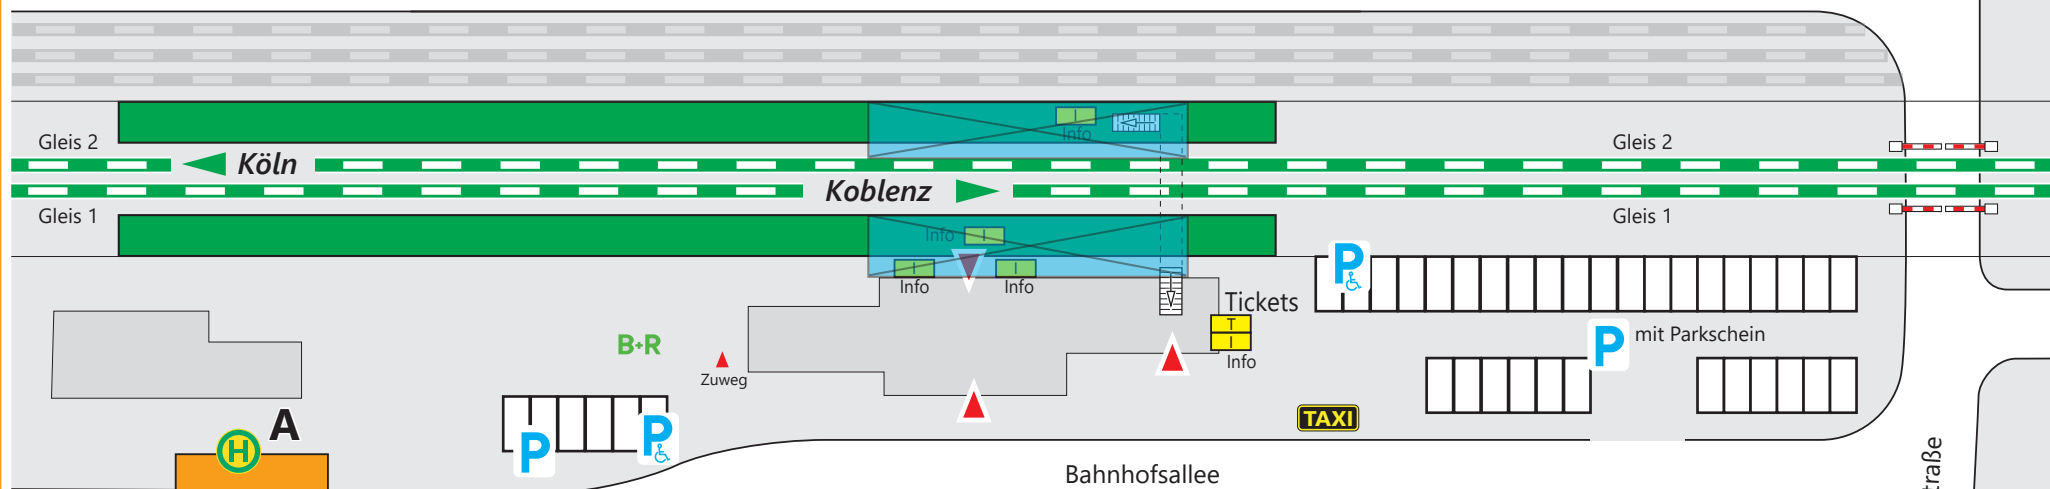 Gleis 2
Köln
Info
Gleis 2
Koblenz
Gleis 1
Info
I
I
Gleis 1
P
I
Info
I
Info
Tickets
T
I
Info
B+R
Zuweg
P
mit Parkschein
A
H
P
P
TAXI
Bahnhofsallee
traße